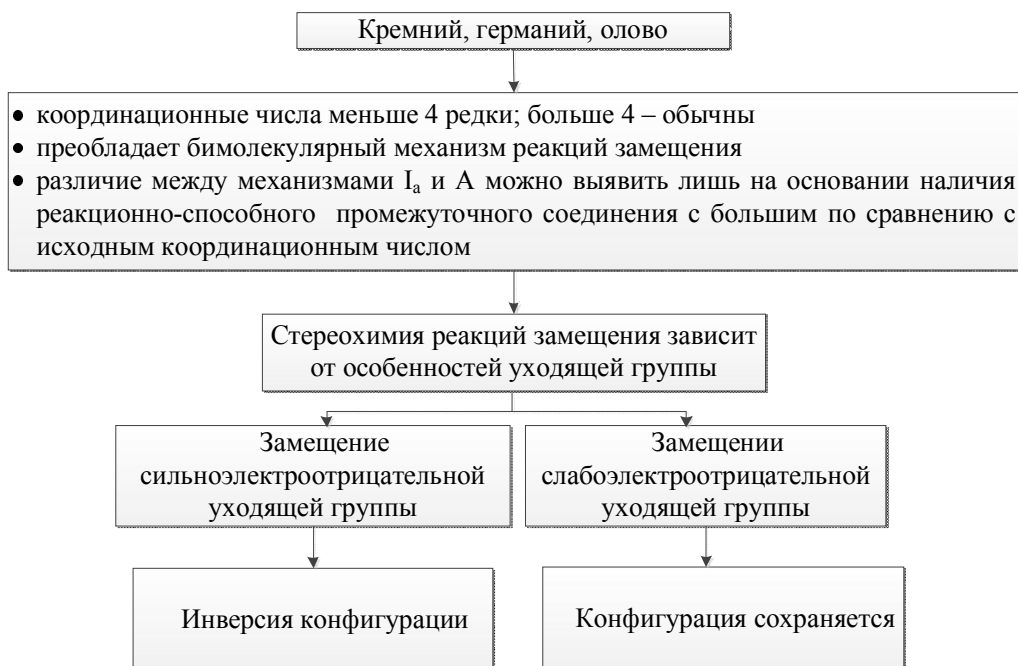 Кремний, германий, олово
• координационные числа меньше 4 редки; больше 4 – обычны
• преобладает бимолекулярный механизм реакций замещения
• различие между механизмами Iа и А можно выявить лишь на основании наличия
реакционно-способного промежуточного соединения с большим по сравнению с
исходным координационным числом
Стереохимия реакций замещения зависит
от особенностей уходящей группы
Замещение
сильноэлектроотрицательной
уходящей группы
Замещении
слабоэлектроотрицательной
уходящей группы
Инверсия конфигурации
Конфигурация сохраняется